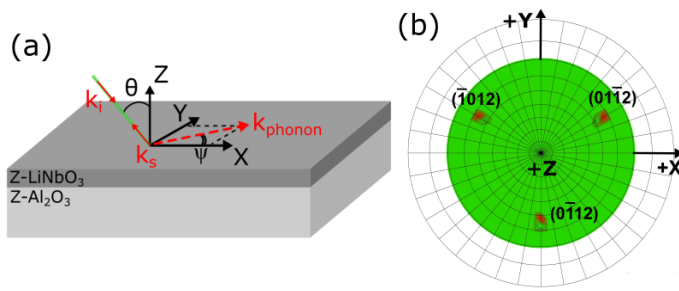 (a)
Z
θ
k_i
Y
k_phonon
k_s
ψ
X
Z-LiNbO₃
Z-Al₂O₃
(b)
+Y
(1̅012)
(011̅2)
+X
+Z
(01̅12)